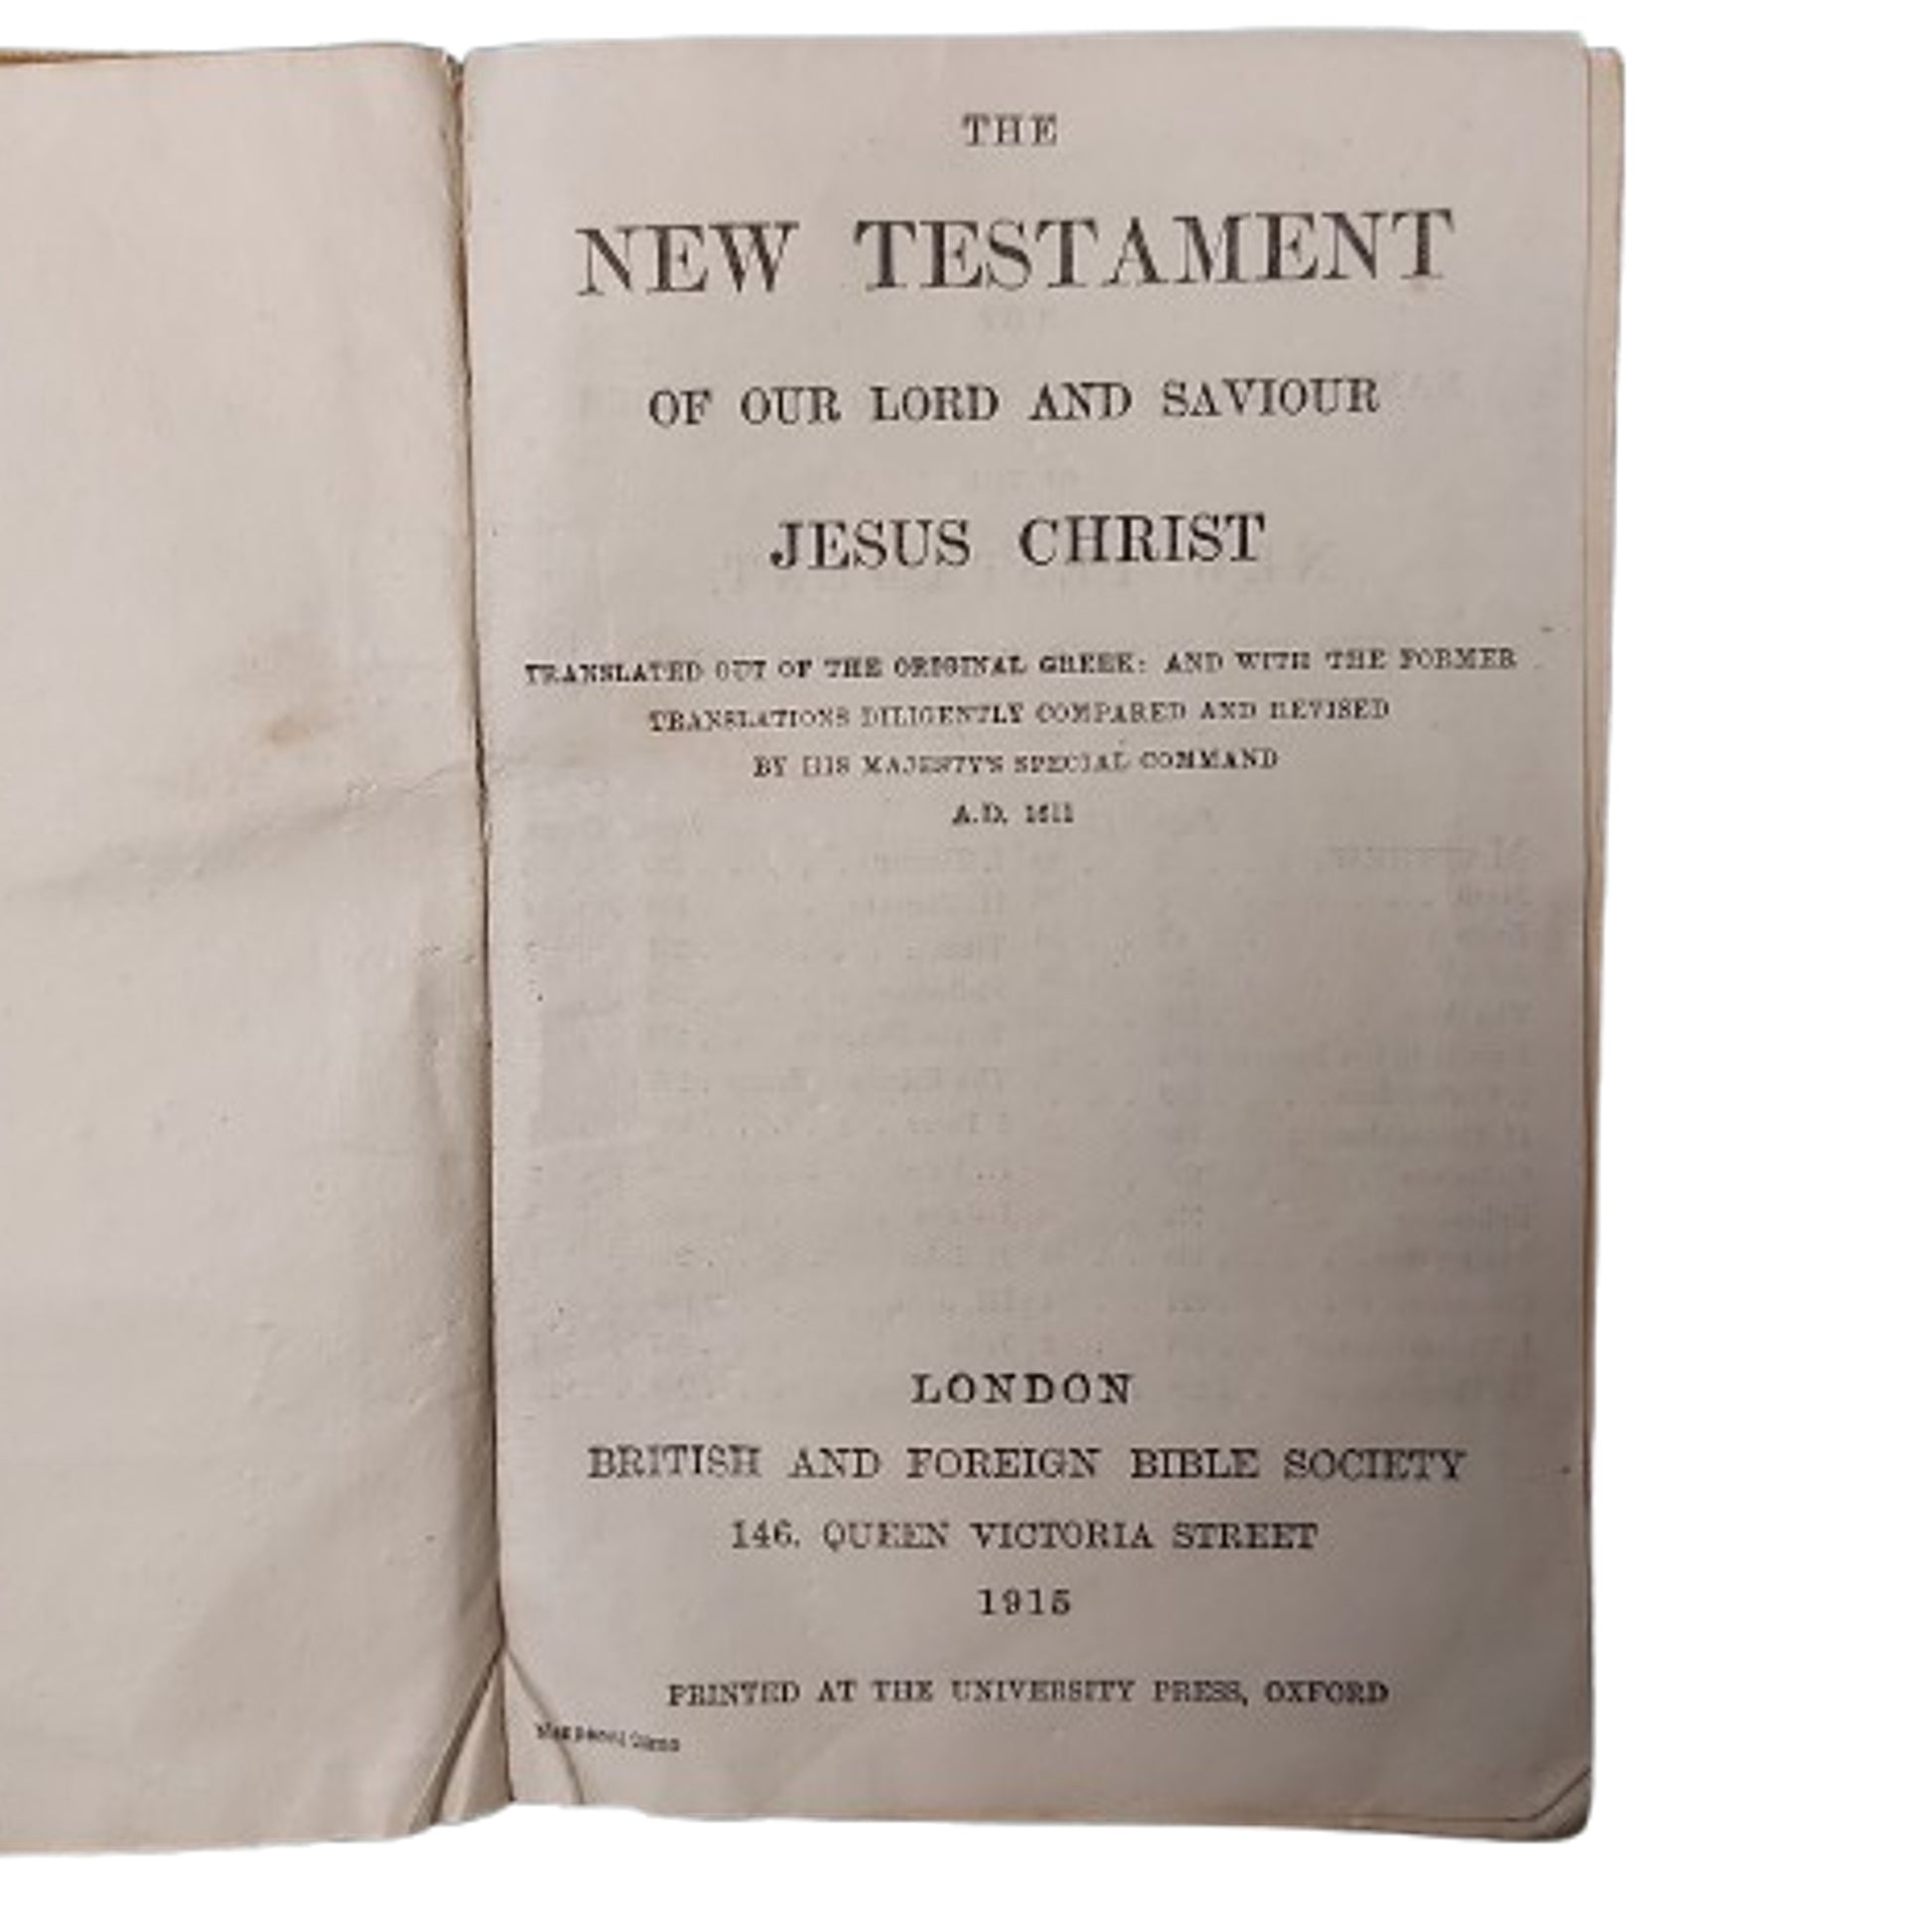 THE
NEW TESTAMENT
OF OUR LORD AND SAVIOUR
JESUS CHRIST
TRANSLATED OUT OF THE ORIGINAL GREEK: AND WITH THE FORMER
TRANSLATIONS DILIGENTLY COMPARED AND REVISED
BY HIS MAJESTY'S SPECIAL COMMAND
A.D. 1611
LONDON
BRITISH AND FOREIGN BIBLE SOCIETY
146, QUEEN VICTORIA STREET
1915
PRINTED AT THE UNIVERSITY PRESS, OXFORD